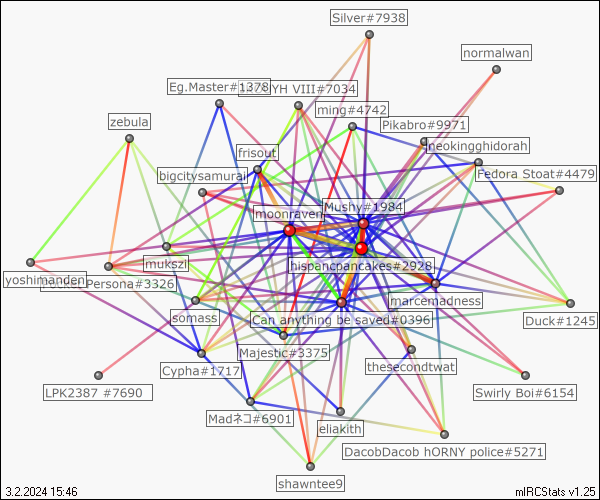 Silver#7938
normalwan
Eg.Master#1378
YH VIII#7034
ming#4742
zebula
Pikabro#9971
neokingghidorah
frisout
bigcitysamurai
Fedora Stoat#4479
moonraven
Mushy#1984
mukszi
hispancpancakes#2928
yoshimander
Persona#3326
marcemadness
somass
Can anything be saved#0396
Duck#1245
Majestic#3375
Cypha#1717
thesecondtwat
LPK2387 #7690
Swirly Boi#6154
Madネコ#6901
eliakith
DacobDacob hORNY police#5271
shawntee9
3.2.2024 15:46
mIRCStats v1.25